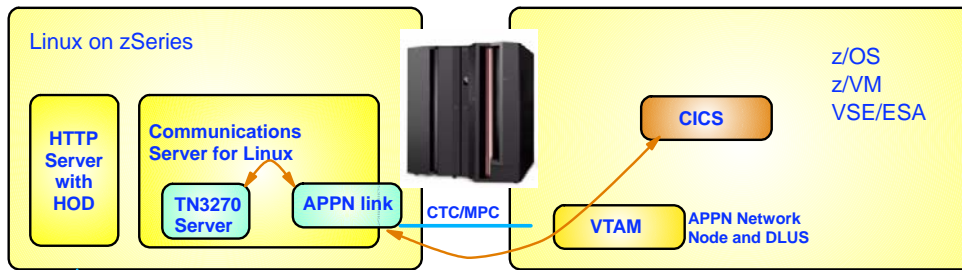 Linux on zSeries
HTTP
Server
with
HOD
Communications
Server for Linux
TN3270
Server
APPN link
CTC/MPC
z/OS
z/VM
VSE/ESA
CICS
VTAM
APPN Network
Node and DLUS